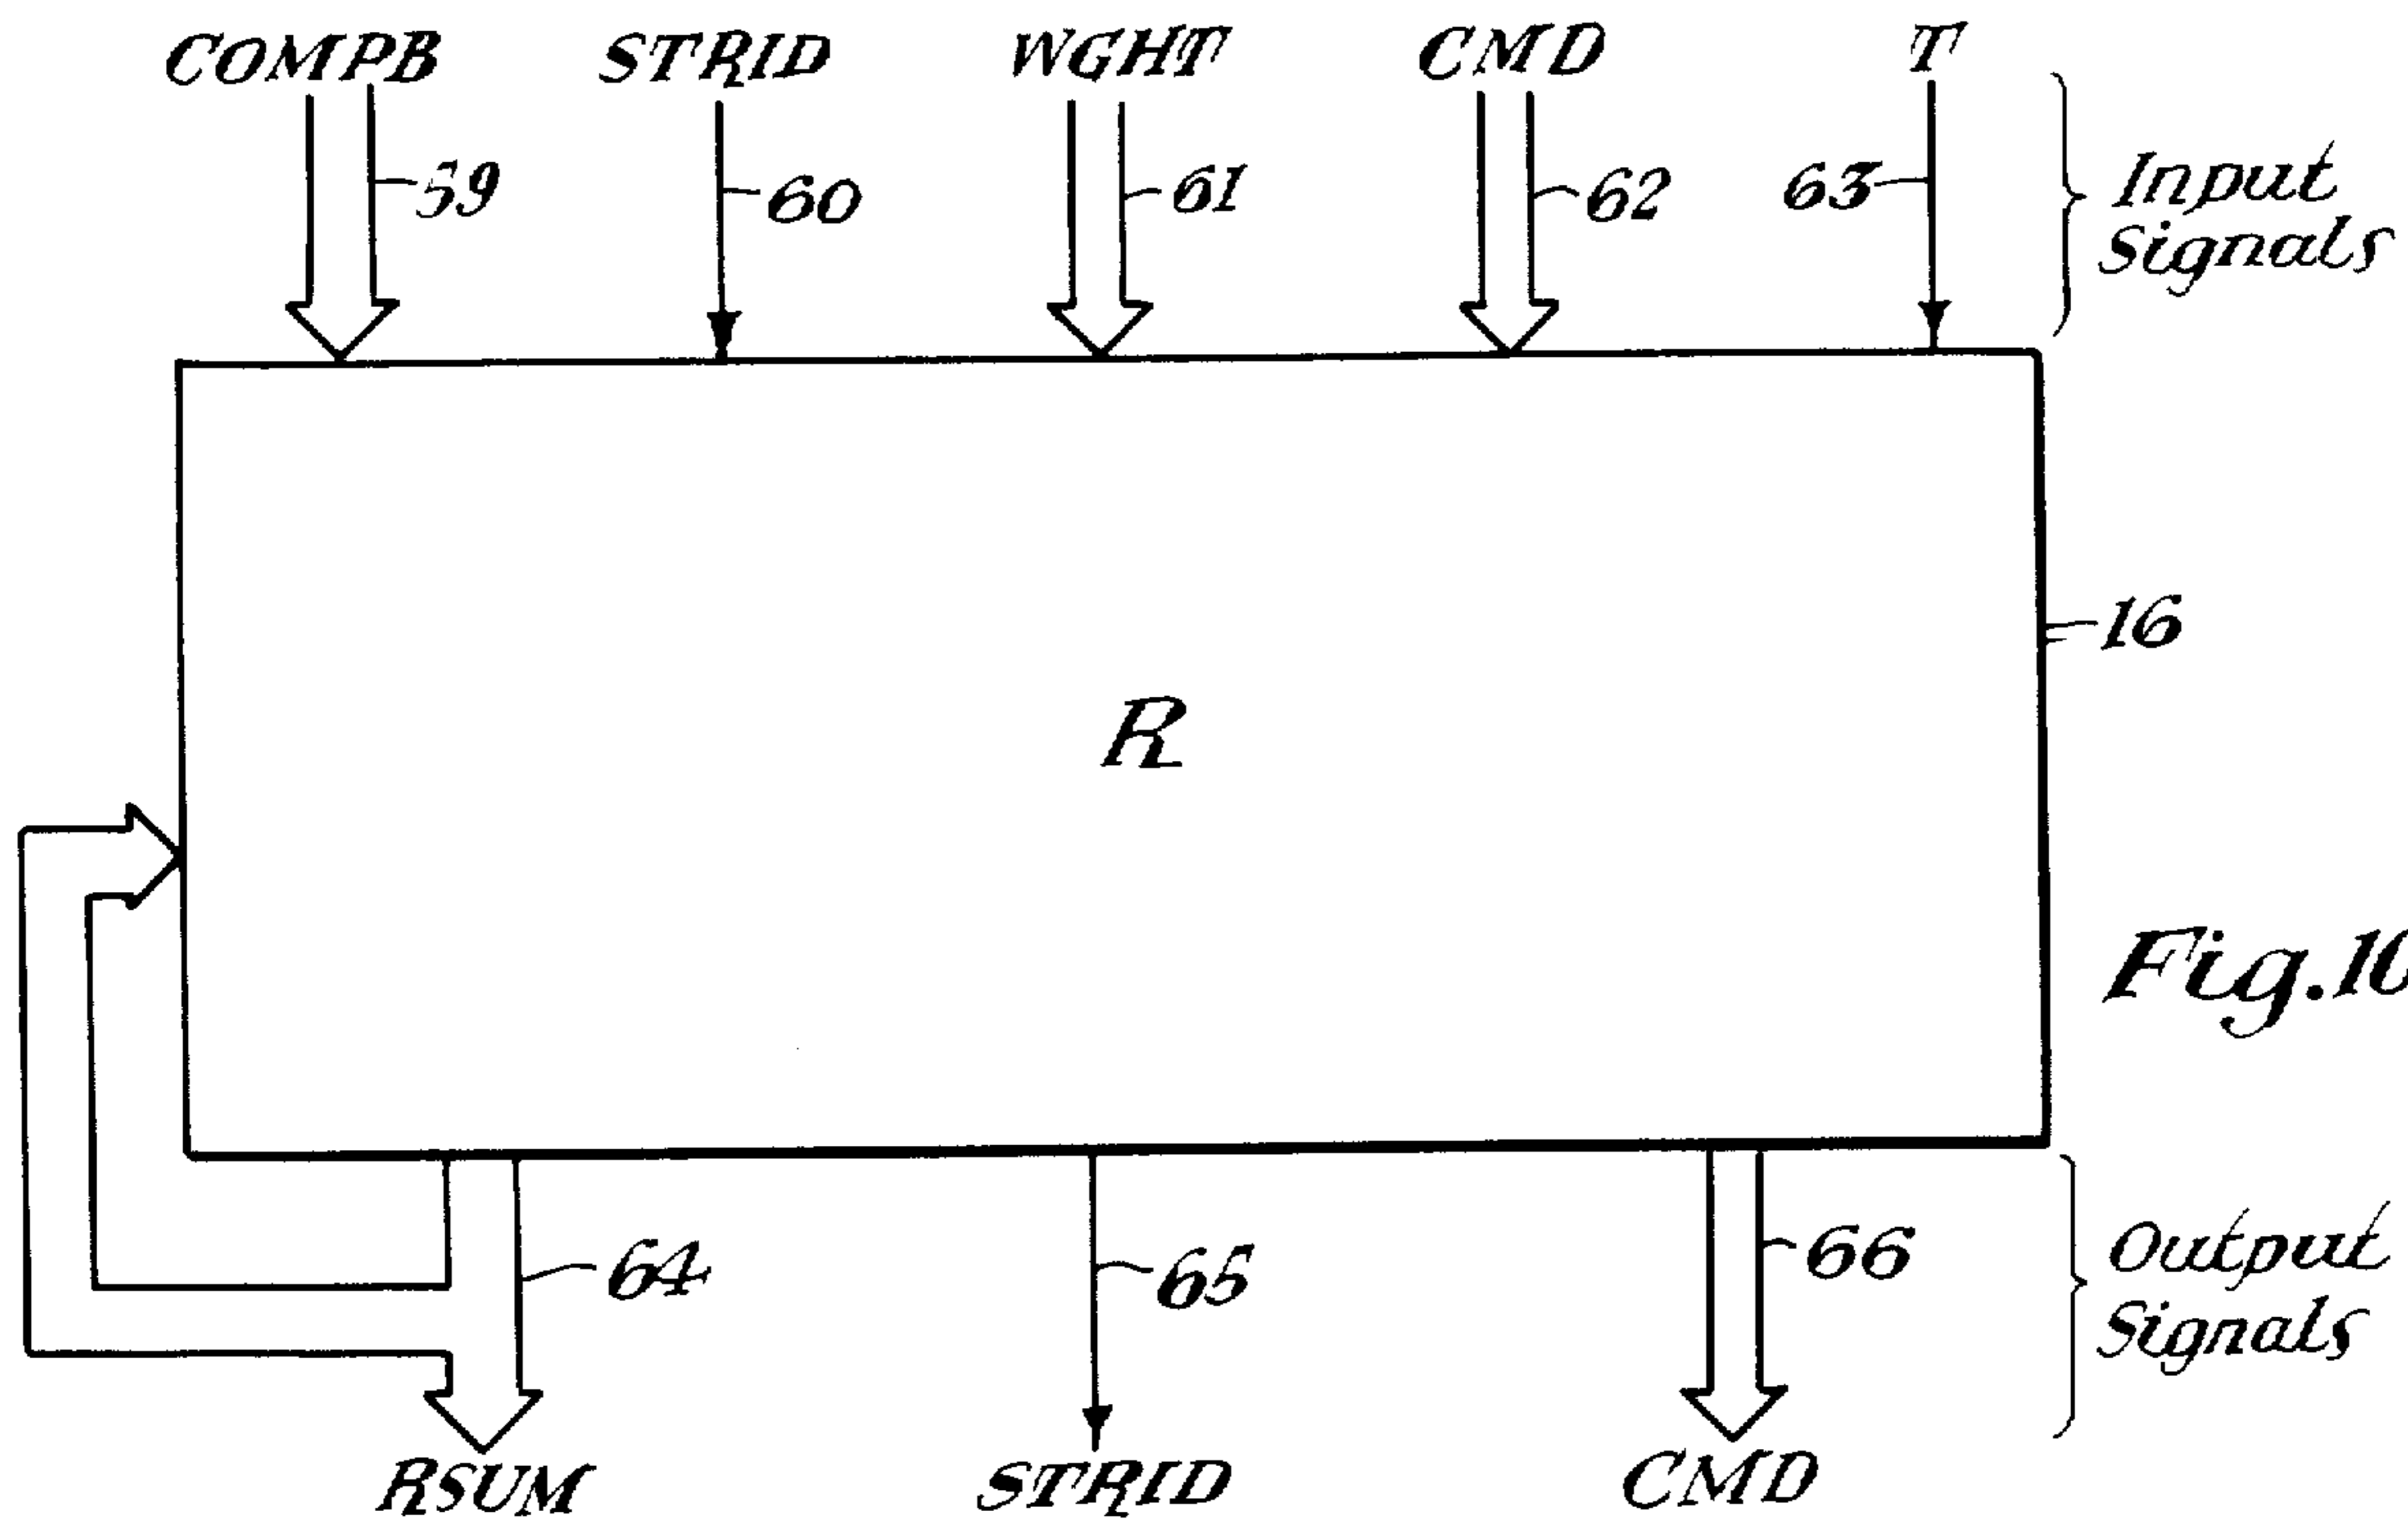 COMPB STRID WGHT CMD T
59 60 61 62 63
Input
Signals
16
R
Fig.10
64 65 66
Output
Signals
RSUM STRID CMD